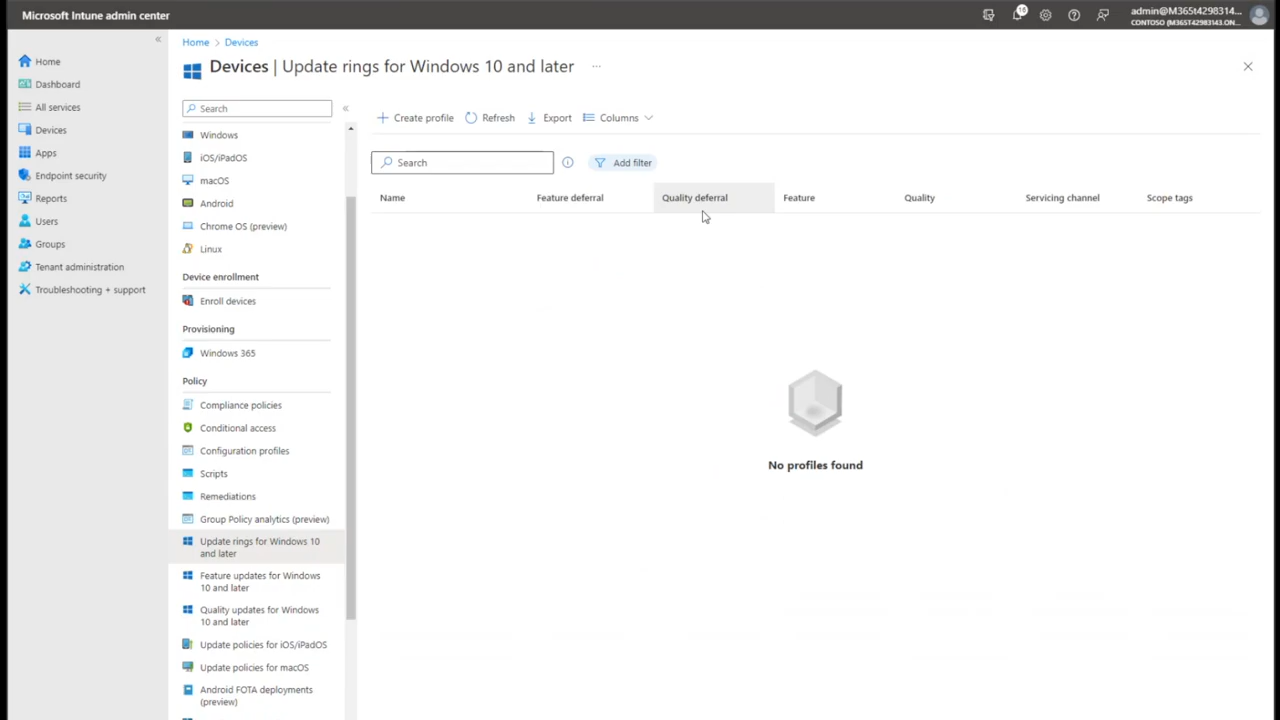 Microsoft Intune admin center
16
admin@M365t4298314...
CONTOSO (M365T4298143.ON...
«
Home
Dashboard
All services
Devices
Apps
Endpoint security
Reports
Users
Groups
Tenant administration
Troubleshooting + support
Home > Devices
Devices | Update rings for Windows 10 and later ...
Search
«
Windows
iOS/iPadOS
macOS
Android
Chrome OS (preview)
Linux
Device enrollment
Enroll devices
Provisioning
Windows 365
Policy
Compliance policies
Conditional access
Configuration profiles
Scripts
Remediations
Group Policy analytics (preview)
Update rings for Windows 10
and later
Feature updates for Windows
10 and later
Quality updates for Windows
10 and later
Update policies for iOS/iPadOS
Update policies for macOS
Android FOTA deployments
(preview)
Create profile Refresh Export Columns
Search Add filter
Name Feature deferral Quality deferral Feature Quality Servicing channel Scope tags
No profiles found